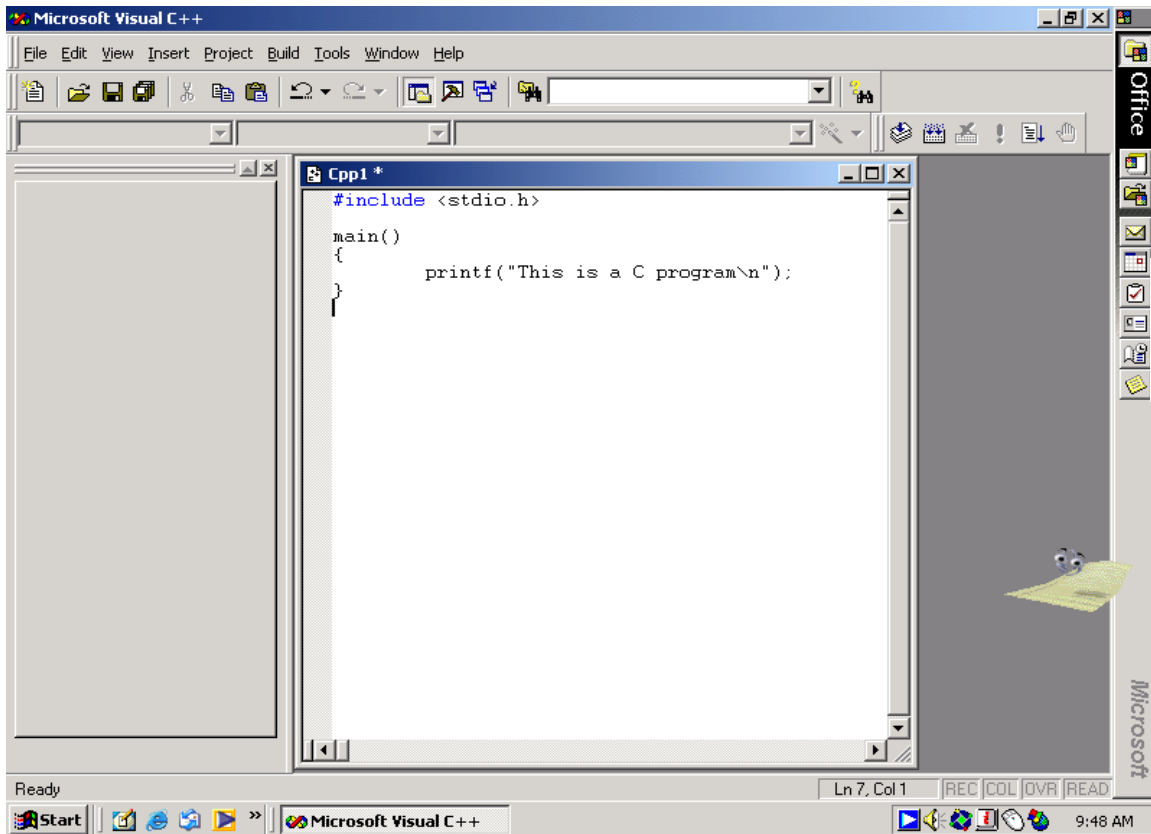 Microsoft Visual C++
File Edit View Insert Project Build Tools Window Help
Office
Cpp1 *
#include <stdio.h>
main()
{
printf("This is a C program\n");
}
Microsoft
Ready
Ln 7, Col 1 REC COL OVR READ
Start » Microsoft Visual C++ 9:48 AM